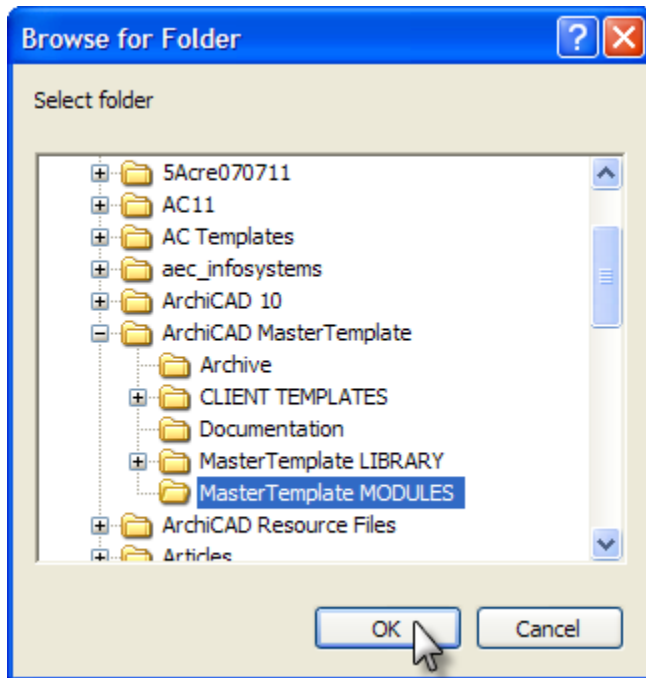 Browse for Folder
Select folder
5Acre070711
AC11
AC Templates
aec_infosystems
ArchiCAD 10
ArchiCAD MasterTemplate
Archive
CLIENT TEMPLATES
Documentation
MasterTemplate LIBRARY
MasterTemplate MODULES
ArchiCAD Resource Files
Articles
OK Cancel